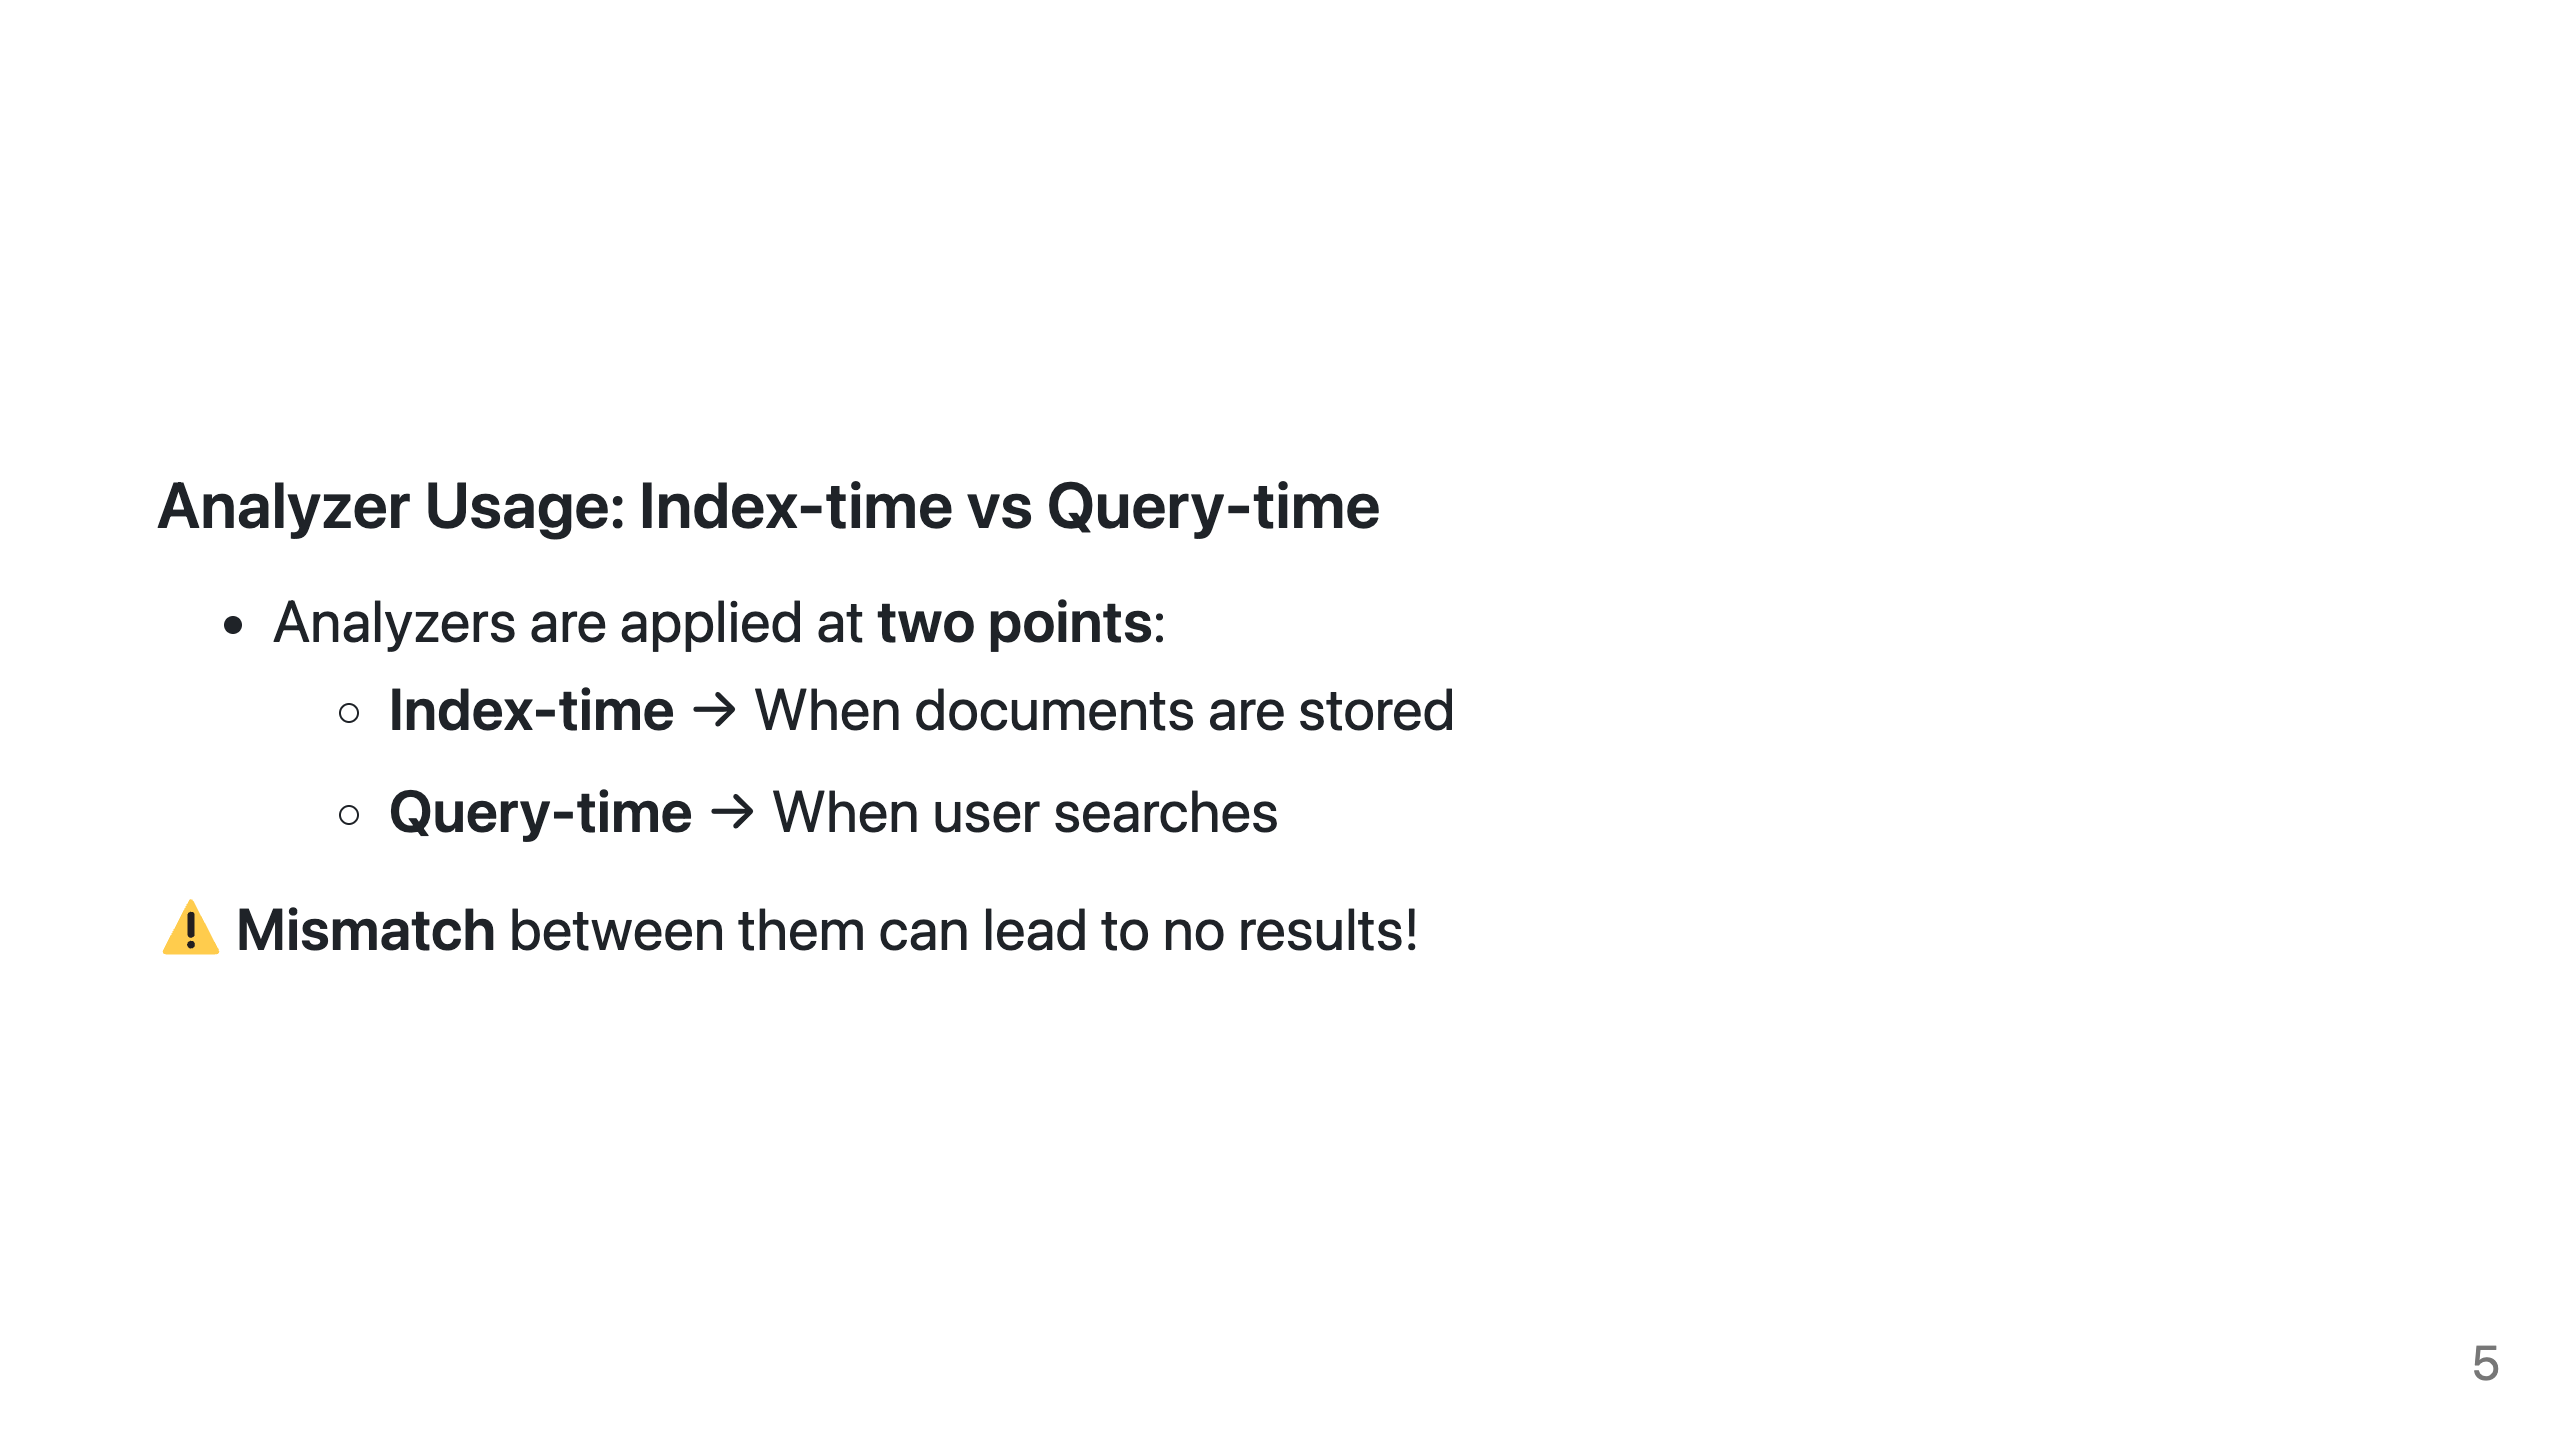 Analyzer Usage: Index-time vs Query-time
• Analyzers are applied at two points:
◦ Index-time → When documents are stored
◦ Query-time → When user searches
⚠️ Mismatch between them can lead to no results!
5